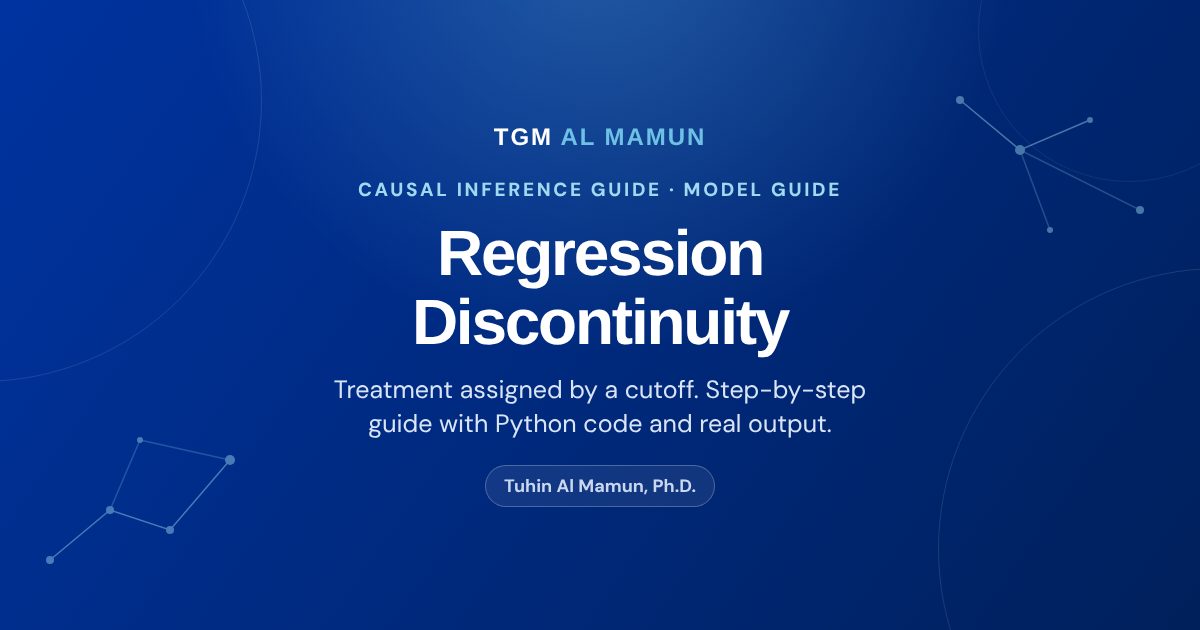 TGM AL MAMUN
CAUSAL INFERENCE GUIDE · MODEL GUIDE
Regression
Discontinuity
Treatment assigned by a cutoff. Step-by-step
guide with Python code and real output.
Tuhin Al Mamun, Ph.D.